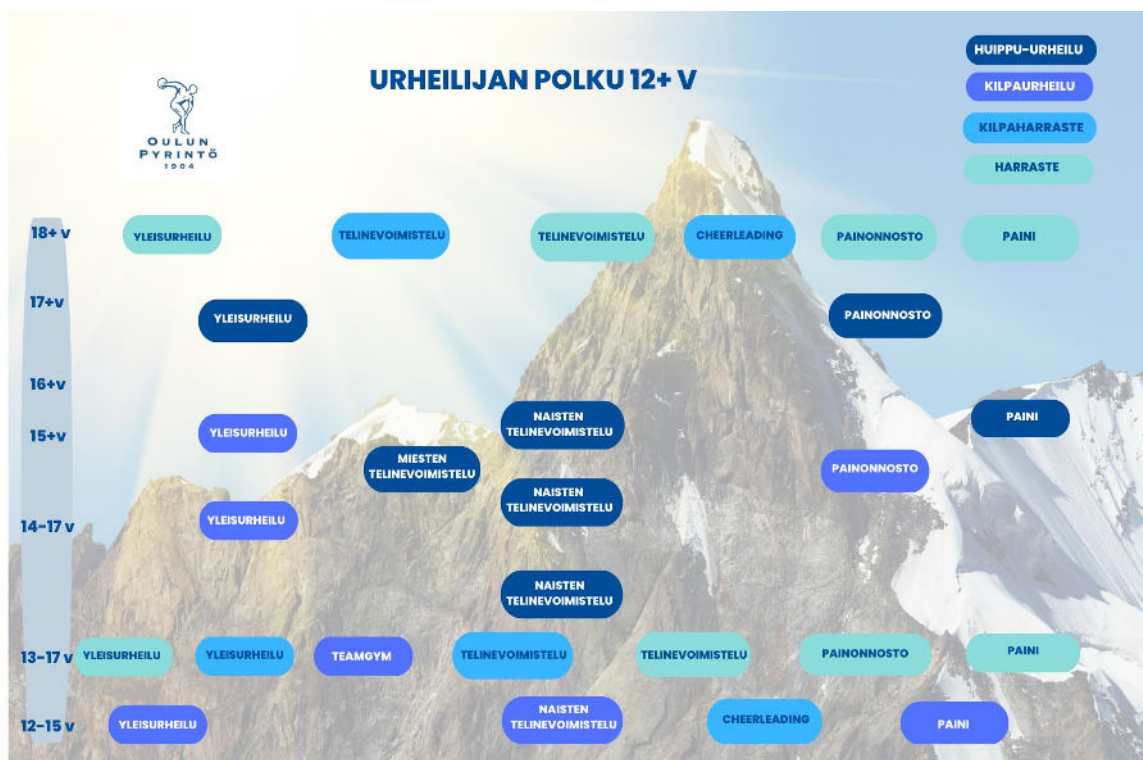 HUIPPU-URHEILU
URHEILIJAN POLKU 12+ V
KILPAURHEILU
OULUN
PYRINTÖ
1904
KILPAHARRASTE
HARRASTE
18+ v
YLEISURHEILU
TELINEVOIMISTELU
TELINEVOIMISTELU
CHEERLEADING
PAINONNOSTO
PAINI
17+v
YLEISURHEILU
PAINONNOSTO
16+v
15+v
YLEISURHEILU
NAISTEN
TELINEVOIMISTELU
PAINI
MIESTEN
TELINEVOIMISTELU
PAINONNOSTO
14-17 v
YLEISURHEILU
NAISTEN
TELINEVOIMISTELU
NAISTEN
TELINEVOIMISTELU
13-17 v
YLEISURHEILU
YLEISURHEILU
TEAMGYM
TELINEVOIMISTELU
TELINEVOIMISTELU
PAINONNOSTO
PAINI
12-15 v
YLEISURHEILU
NAISTEN
TELINEVOIMISTELU
CHEERLEADING
PAINI